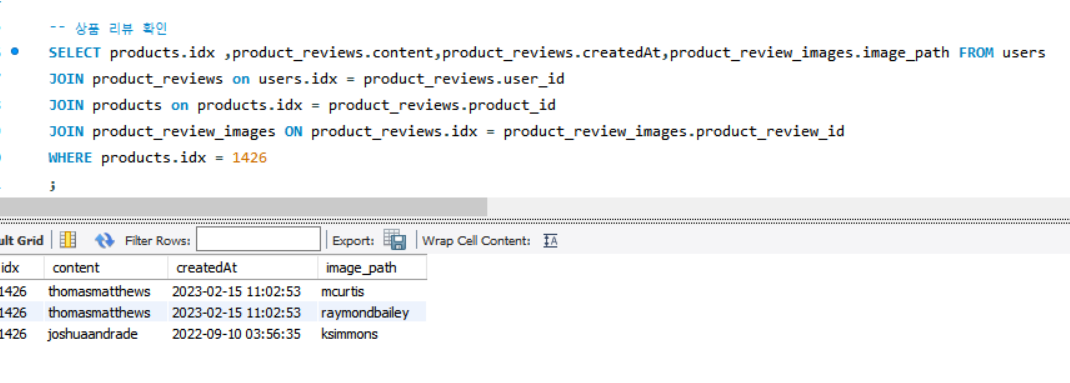 -- 상품 리뷰 확인
SELECT products.idx ,product_reviews.content,product_reviews.createdAt,product_review_images.image_path FROM users
JOIN product_reviews on users.idx = product_reviews.user_id
JOIN products on products.idx = product_reviews.product_id
JOIN product_review_images ON product_reviews.idx = product_review_images.product_review_id
WHERE products.idx = 1426
;
ult Grid Filter Rows: Export: Wrap Cell Content: IA
idx content createdAt image_path
1426 thomasmatthews 2023-02-15 11:02:53 mcurtis
1426 thomasmatthews 2023-02-15 11:02:53 raymondbailey
1426 joshuaandrade 2022-09-10 03:56:35 ksimmons